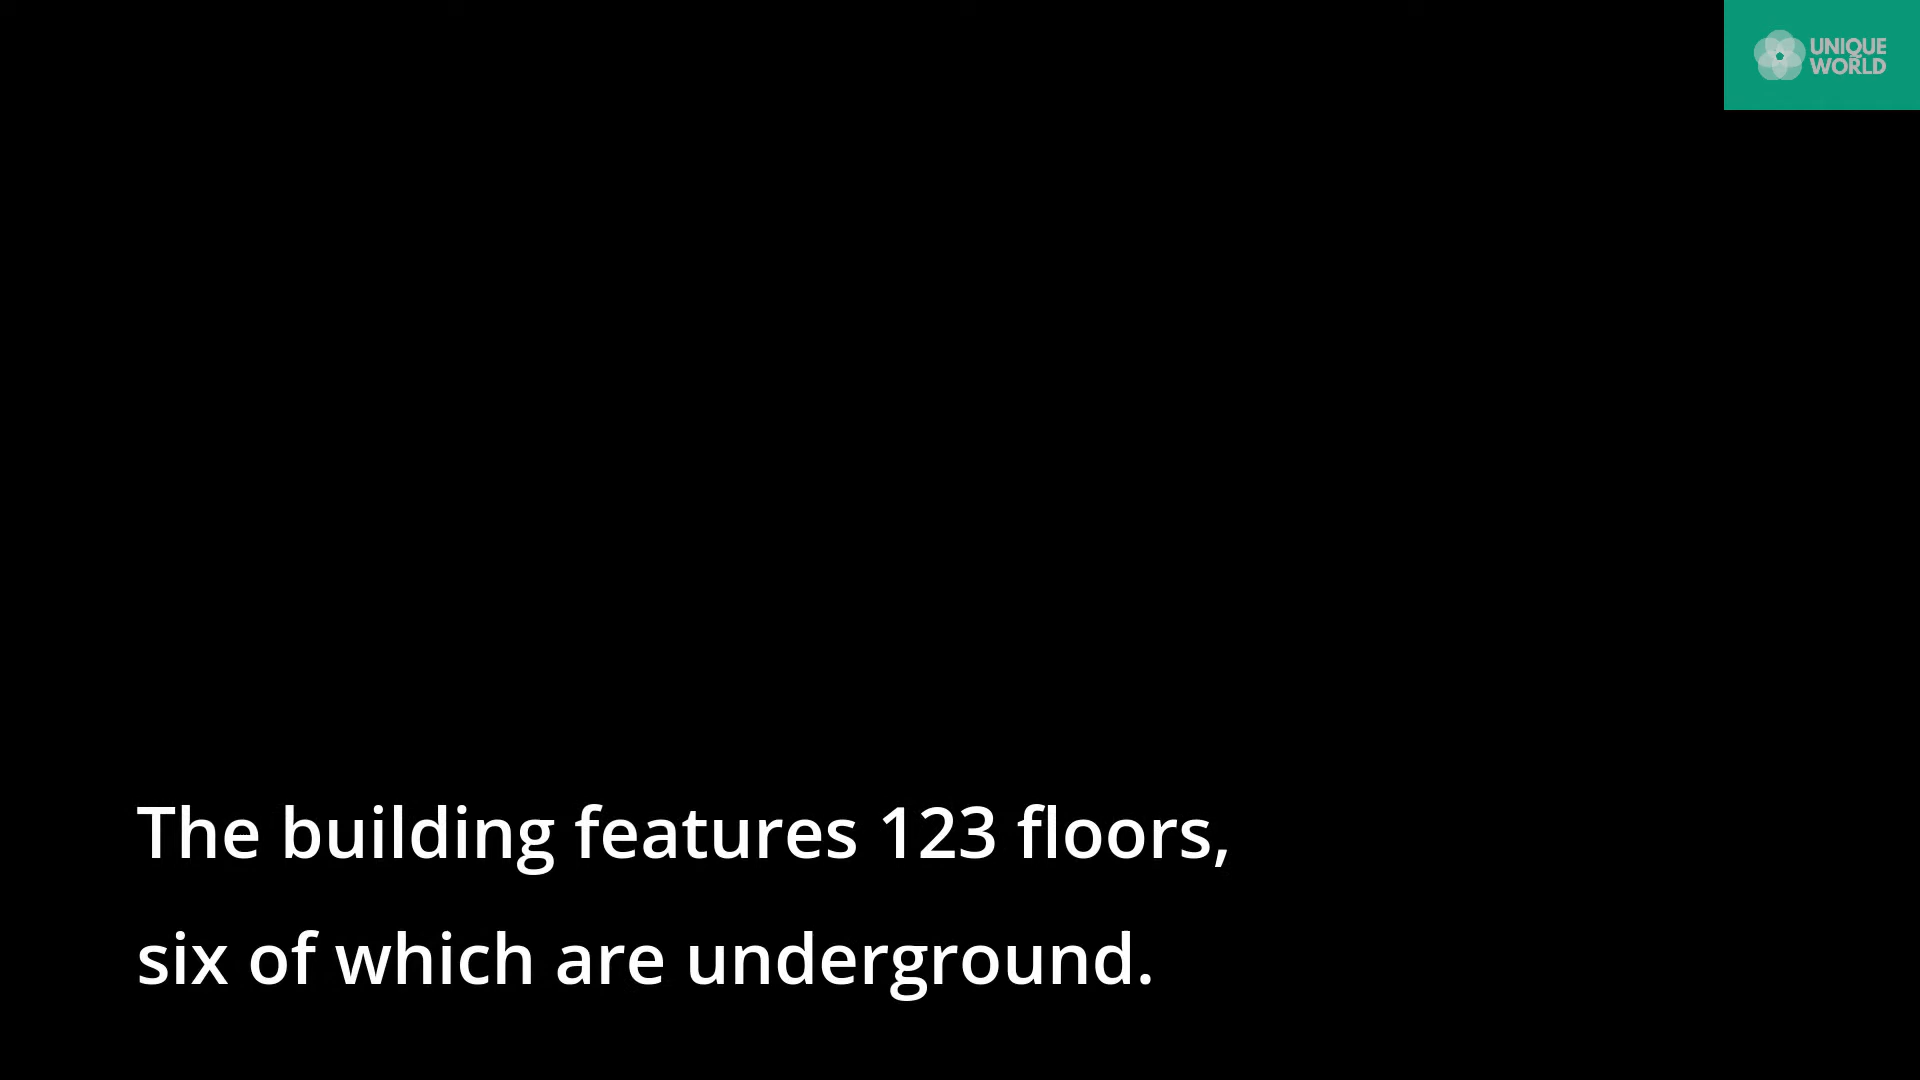 UNIQUE
WORLD
The building features 123 floors,
six of which are underground.